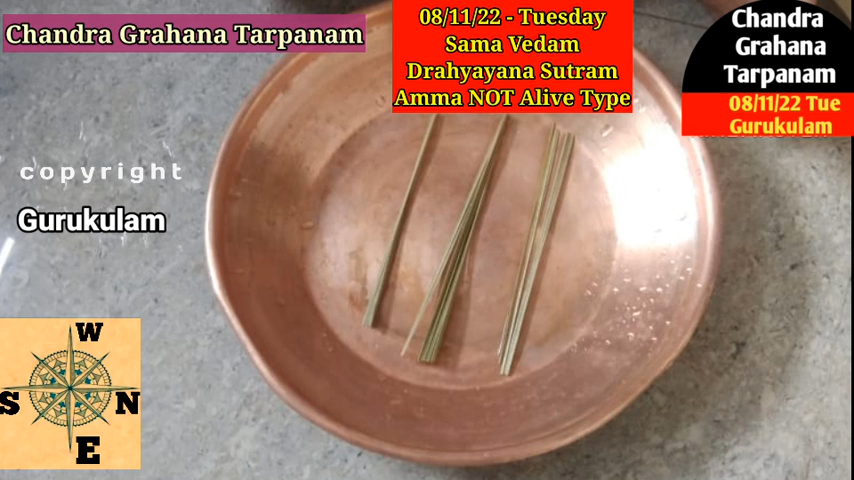 Chandra Grahana Tarpanam
08/11/22 - Tuesday
Sama Vedam
Drahyayana Sutram
Amma NOT Alive Type
Chandra
Grahana
Tarpanam
08/11/22 Tue
Gurukulam
copyright
Gurukulam
W
S N
E